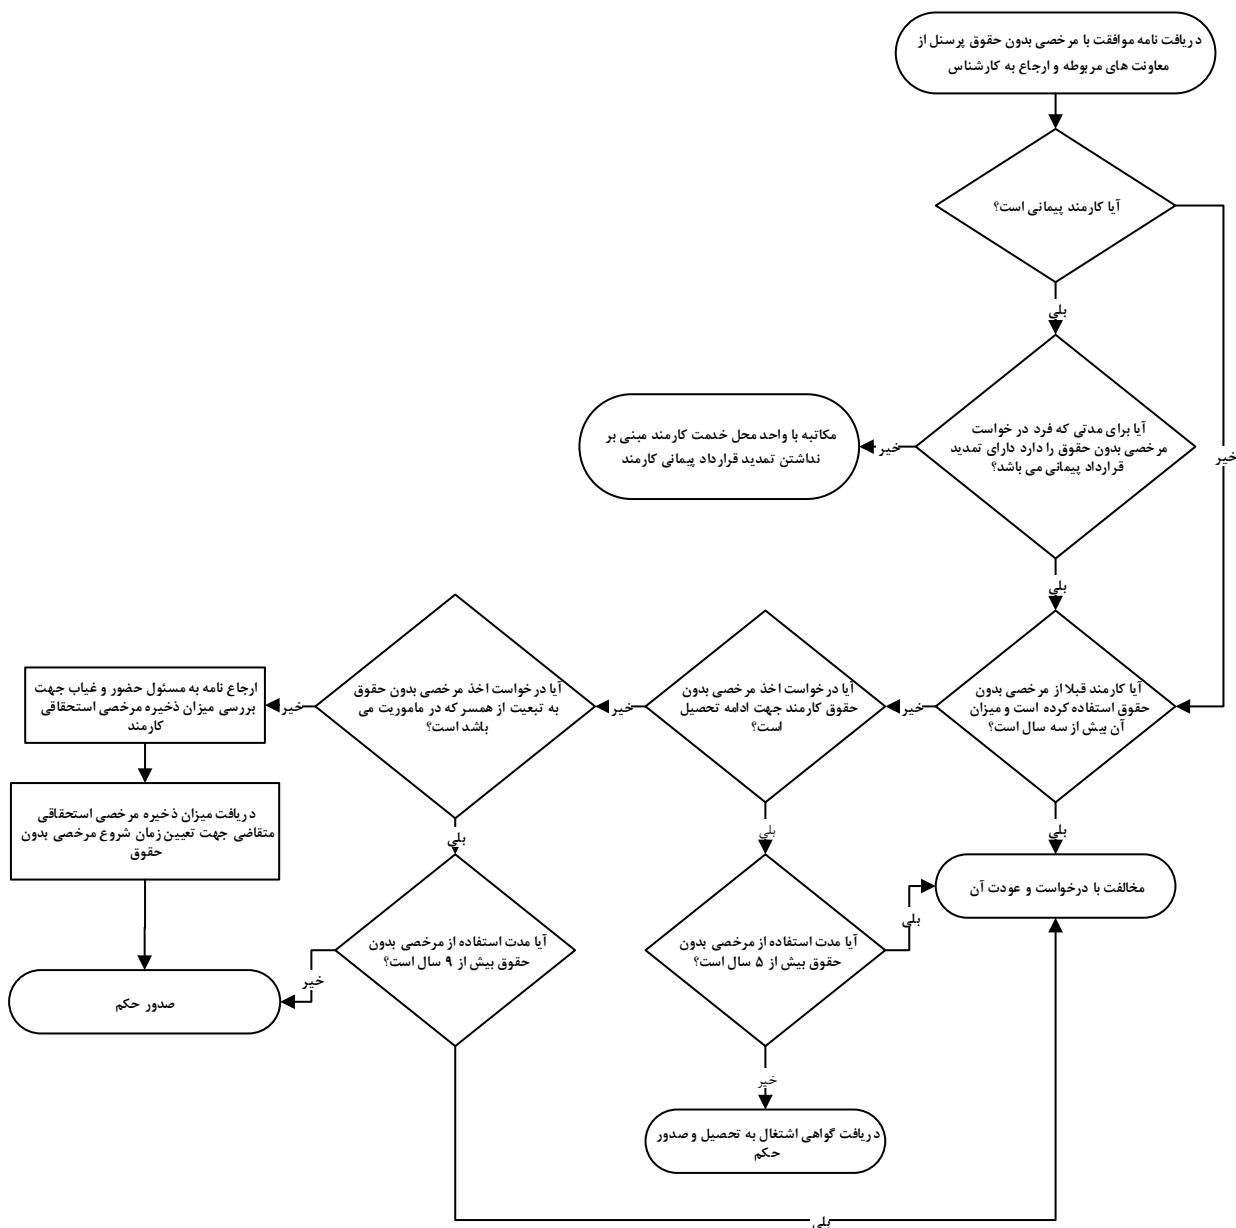 دریافت نامه موافقت با مرخصی بدون حقوق پرسنل از
معاونت های مربوطه و ارجاع به کارشناس
آیا کارمند پیمانی است؟
بلی
خیر
آیا برای مدتی که فرد درخواست
مرخصی بدون حقوق را دارد دارای تمدید
قرارداد پیمانی می باشد؟
خیر
مکاتبه با واحد محل خدمت کارمند مبنی بر
نداشتن تمدید قرارداد پیمانی کارمند
بلی
آیا کارمند قبلا از مرخصی بدون
حقوق استفاده کرده است و میزان
آن بیش از سه سال است؟
خیر
بلی
آیا درخواست اخذ مرخصی بدون
حقوق کارمند جهت ادامه تحصیل
است؟
خیر
بلی
آیا درخواست اخذ مرخصی بدون حقوق
به تبعیت از همسر که در ماموریت می
باشد است؟
خیر
بلی
ارجاع نامه به مسئول حضور و غیاب جهت
بررسی میزان ذخیره مرخصی استحقاقی
کارمند
دریافت میزان ذخیره مرخصی استحقاقی
متقاضی جهت تعیین زمان شروع مرخصی بدون
حقوق
مخالفت با درخواست و عودت آن
آیا مدت استفاده از مرخصی بدون
حقوق بیش از ۵ سال است؟
بلی
خیر
آیا مدت استفاده از مرخصی بدون
حقوق بیش از ۹ سال است؟
خیر
صدور حکم
دریافت گواهی اشتغال به تحصیل و صدور
حکم
بلی